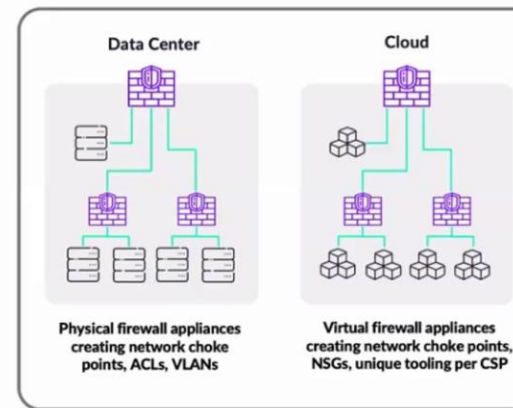 Data Center
Cloud
Physical firewall appliances
creating network choke
points, ACLs, VLANs
Virtual firewall appliances
creating network choke points,
NSGs, unique tooling per CSP